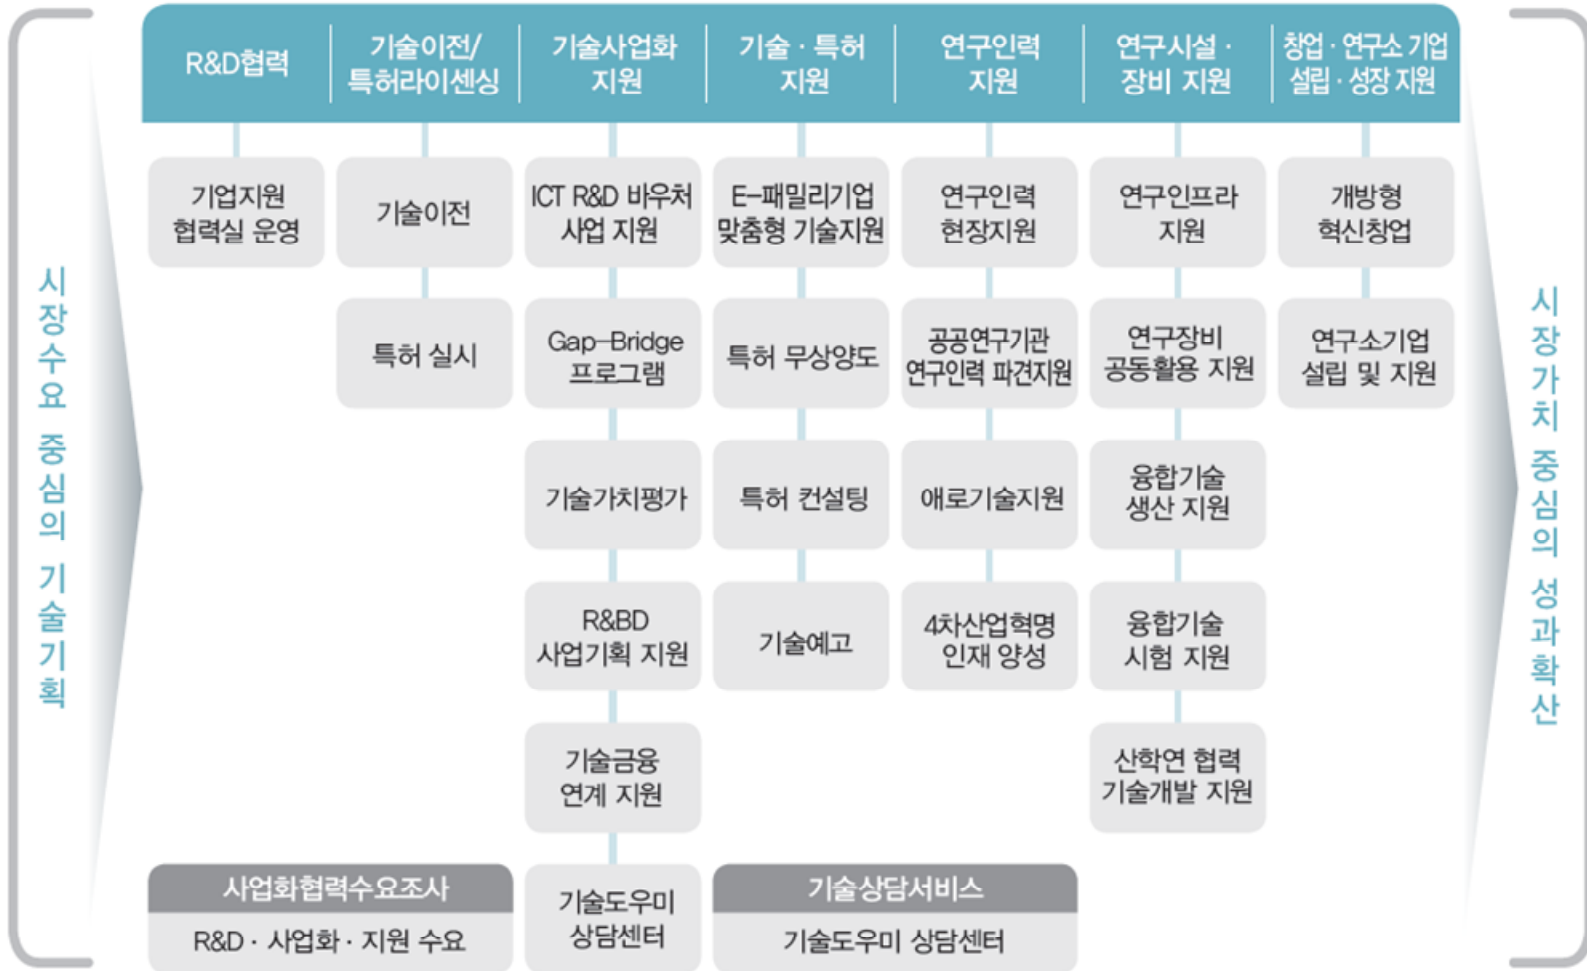 시장수요 중심의 기술기획
R&D협력
기술이전/
특허라이센싱
기술사업화
지원
기술·특허
지원
연구인력
지원
연구시설·
장비 지원
창업·연구소 기업
설립·성장 지원
기업지원
협력실 운영
기술이전
특허 실시
ICT R&D 바우처
사업 지원
Gap-Bridge
프로그램
기술가치평가
R&BD
사업기획 지원
기술금융
연계 지원
기술도우미
상담센터
E-패밀리기업
맞춤형 기술지원
특허 무상양도
특허 컨설팅
기술예고
연구인력
현장지원
공공연구기관
연구인력 파견지원
애로기술지원
4차산업혁명
인재 양성
연구인프라
지원
연구장비
공동활용 지원
융합기술
생산 지원
융합기술
시험 지원
산학연 협력
기술개발 지원
개방형
혁신창업
연구소기업
설립 및 지원
사업화협력수요조사
R&D·사업화·지원 수요
기술상담서비스
기술도우미 상담센터
시장가치 중심의 성과확산